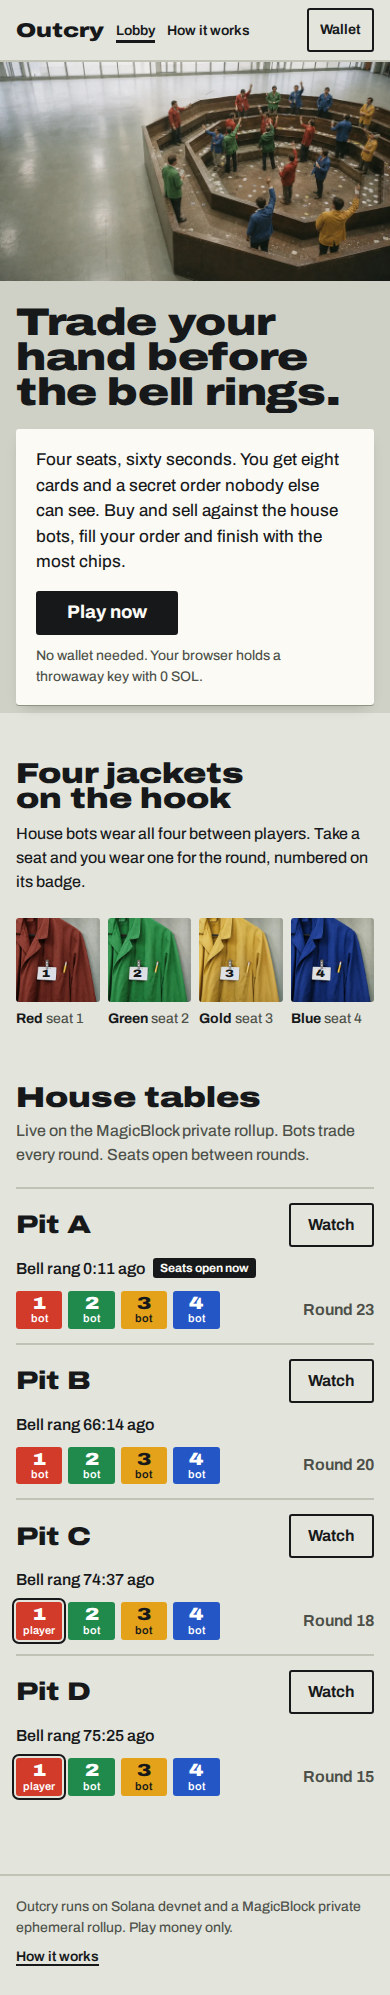 Outcry Lobby How it works Wallet
Trade your
hand before
the bell rings.
Four seats, sixty seconds. You get eight
cards and a secret order nobody else
can see. Buy and sell against the house
bots, fill your order and finish with the
most chips.
Play now
No wallet needed. Your browser holds a
throwaway key with 0 SOL.
Four jackets
on the hook
House bots wear all four between players. Take a
seat and you wear one for the round, numbered on
its badge.
1 2 3 4
Red seat 1 Green seat 2 Gold seat 3 Blue seat 4
House tables
Live on the MagicBlock private rollup. Bots trade
every round. Seats open between rounds.
Pit A Watch
Bell rang 0:11 ago Seats open now
1 2 3 4
bot bot bot bot
Round 23
Pit B Watch
Bell rang 66:14 ago
1 2 3 4
bot bot bot bot
Round 20
Pit C Watch
Bell rang 74:37 ago
1 2 3 4
player bot bot bot
Round 18
Pit D Watch
Bell rang 75:25 ago
1 2 3 4
player bot bot bot
Round 15
Outcry runs on Solana devnet and a MagicBlock private
ephemeral rollup. Play money only.
How it works